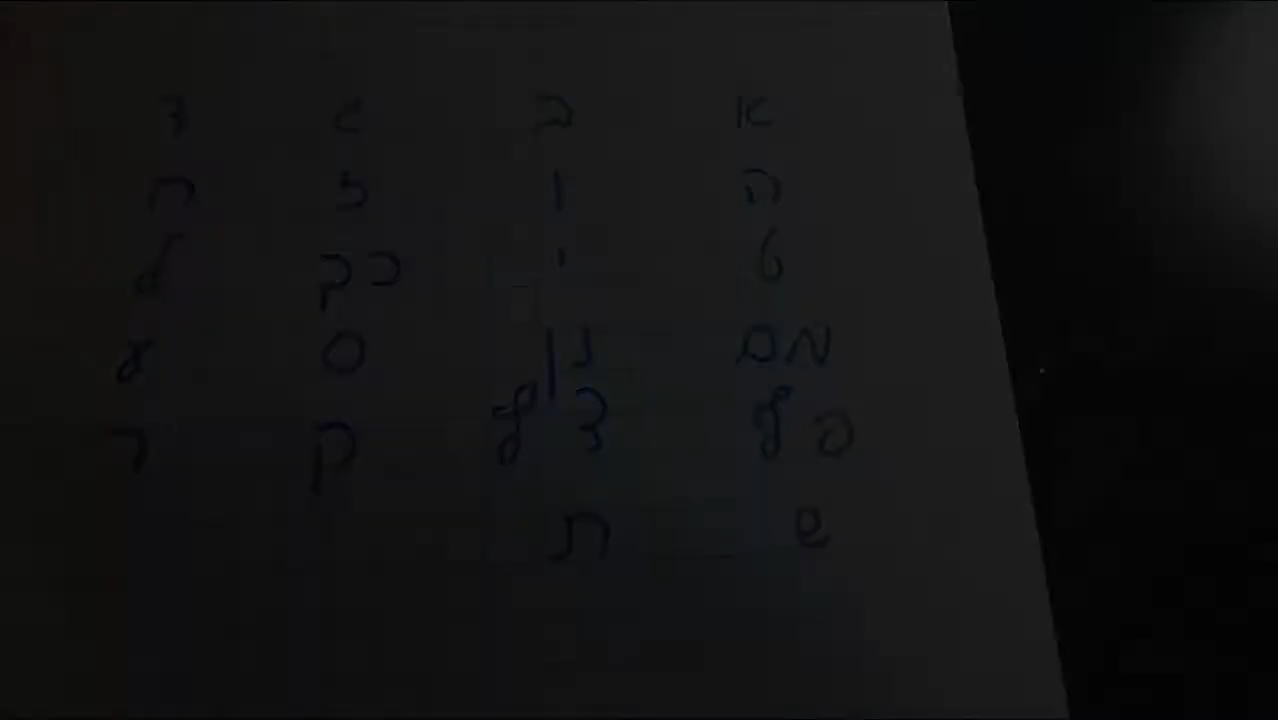 א ב ג ד
ה ו ז ח
ט י כ ך ל
מ ם נ ן ס ע
פ ף צ ץ ק ר
ש ת